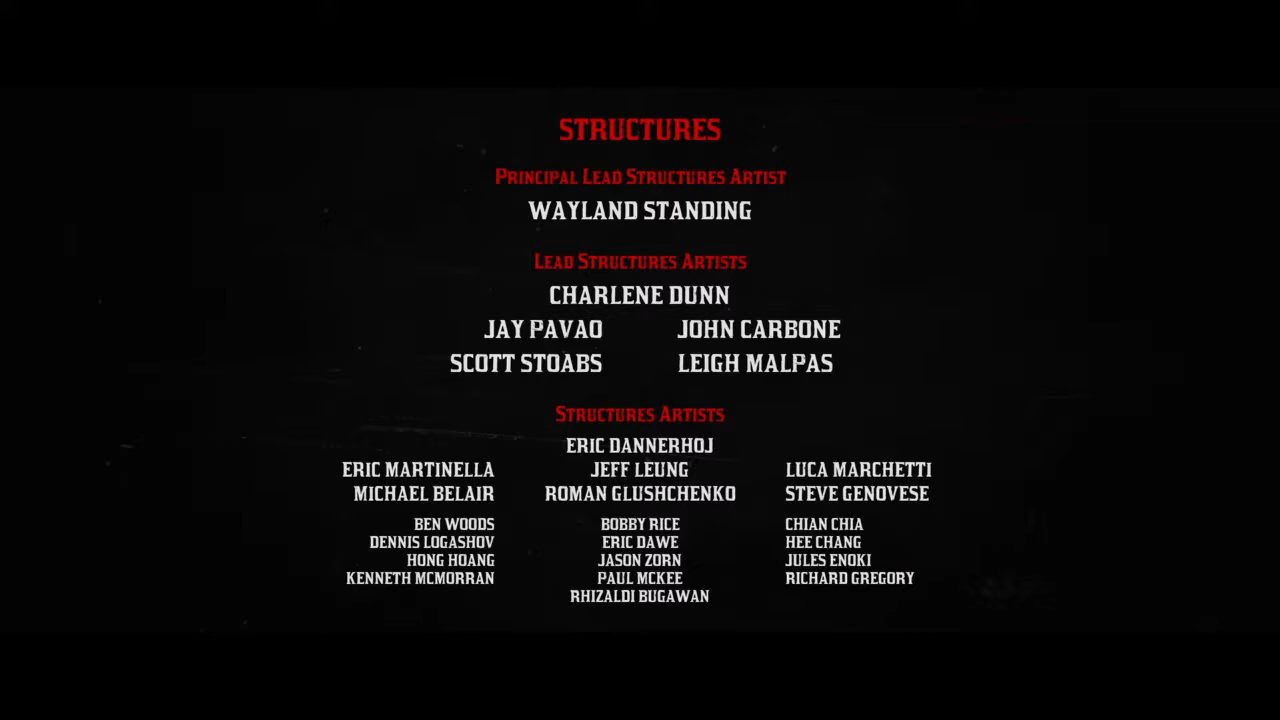 STRUCTURES
PRINCIPAL LEAD STRUCTURES ARTIST
WAYLAND STANDING
LEAD STRUCTURES ARTISTS
CHARLENE DUNN
JAY PAVAO JOHN CARBONE
SCOTT STOABS LEIGH MALPAS
STRUCTURES ARTISTS
ERIC DANNERHOJ
ERIC MARTINELLA JEFF LEUNG LUCA MARCHETTI
MICHAEL BELAIR ROMAN GLUSHCHENKO STEVE GENOVESE
BEN WOODS BOBBY RICE CHIAN CHIA
DENNIS LOGASHOV ERIC DAWE HEE CHANG
HONG HOANG JASON ZORN JULES ENOKI
KENNETH MCMORRAN PAUL MCKEE RICHARD GREGORY
RHIZALDI BUGAWAN